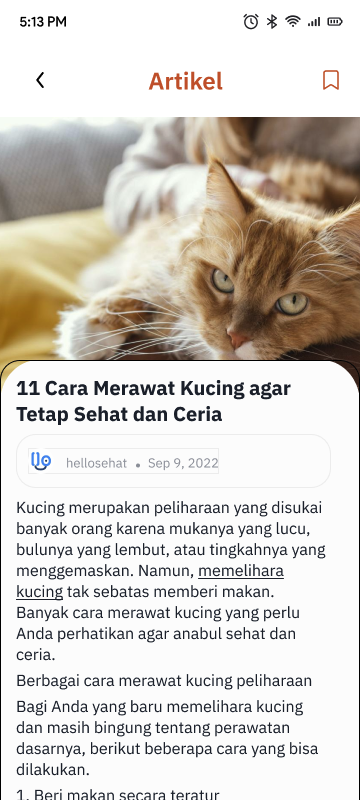 5:13 PM
Artikel
11 Cara Merawat Kucing agar
Tetap Sehat dan Ceria
hellosehat • Sep 9, 2022
Kucing merupakan peliharaan yang disukai
banyak orang karena mukanya yang lucu,
bulunya yang lembut, atau tingkahnya yang
menggemaskan. Namun, memelihara
kucing tak sebatas memberi makan.
Banyak cara merawat kucing yang perlu
Anda perhatikan agar anabul sehat dan
ceria.
Berbagai cara merawat kucing peliharaan
Bagi Anda yang baru memelihara kucing
dan masih bingung tentang perawatan
dasarnya, berikut beberapa cara yang bisa
dilakukan.
1. Beri makan secara teratur